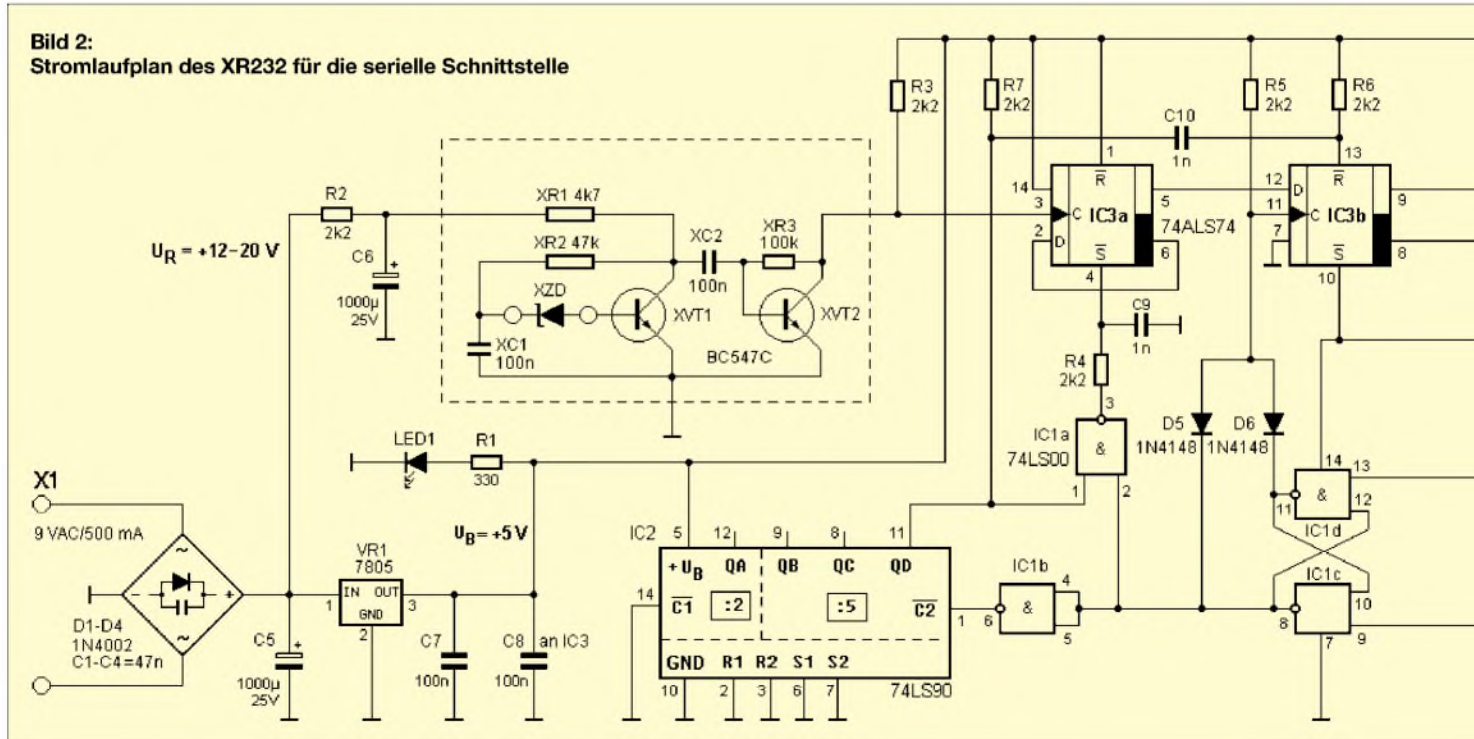 Bild 2:
Stromlaufplan des XR232 für die serielle Schnittstelle
R3
2k2
R7
2k2
R5
2k2
R6
2k2
C10
1n
R2
2k2
XR1 4k7
XR2 47k
XC2
100n
XR3
100k
U_R = +12–20 V
C6
1000µ
25V
XZD
XVT1
XVT2
XC1
100n
BC547C
14
1
R̅
3
C
IC3a
5
74ALS74
2
D
S̅
6
4
13
12
D
R̅
9
11
C
IC3b
7
S̅
8
10
C9
1n
R4
2k2
3
IC1a
74LS00
&
1
2
D5
1N4148
D6
1N4148
14
13
&
12
11
IC1d
IC1c
10
8
9
7
LED1
R1
330
X1
9 VAC/500 mA
U_B = +5 V
~
–
+
~
D1-D4
1N4002
C1-C4=47n
VR1
7805
1
IN
OUT
3
GND
2
C5
1000µ
25V
C7
100n
C8
an IC3
100n
IC2
5
12
9
8
11
+U_B
QA
QB
QC
QD
14
C̅1̅
:2
:5
C̅2̅
1
GND
R1
R2
S1
S2
74LS90
10
2
3
6
7
IC1b
6
&
4
5